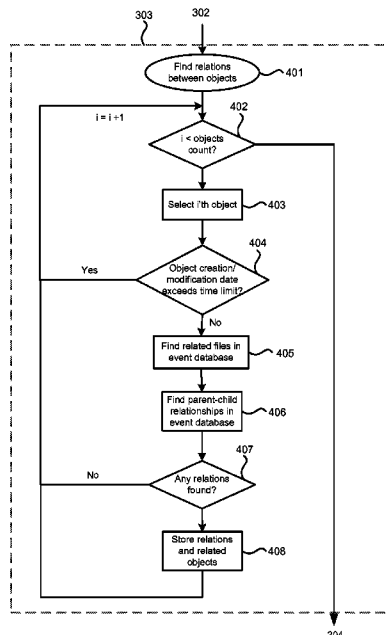 303
302
Find relations
between objects
401
i = i +1
402
i < objects
count?
Select i'th object
403
404
Yes
Object creation/
modification date
exceeds time limit?
No
Find related files in
event database
405
Find parent-child
relationships in
event database
406
407
No
Any relations
found?
Store relations
and related
objects
408
304